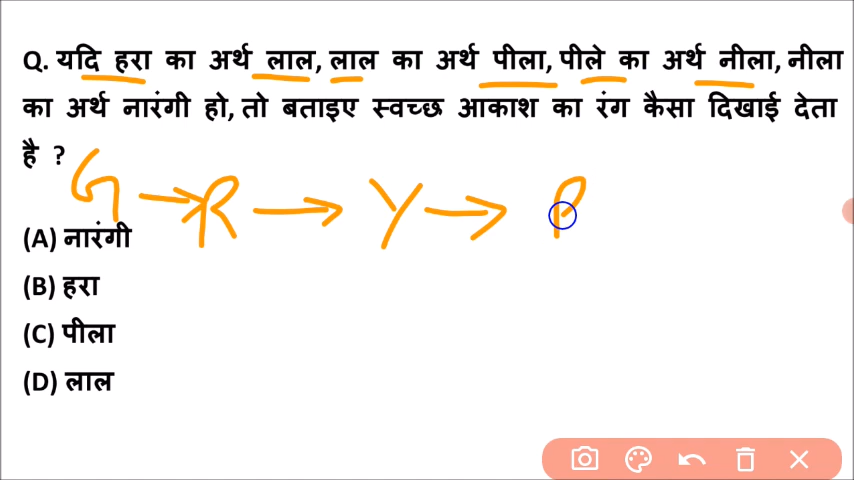 Q. यदि हरा का अर्थ लाल, लाल का अर्थ पीला, पीले का अर्थ नीला, नीला
का अर्थ नारंगी हो, तो बताइए स्वच्छ आकाश का रंग कैसा दिखाई देता
है ?
G → R → Y →
(A) नारंगी
(B) हरा
(C) पीला
(D) लाल